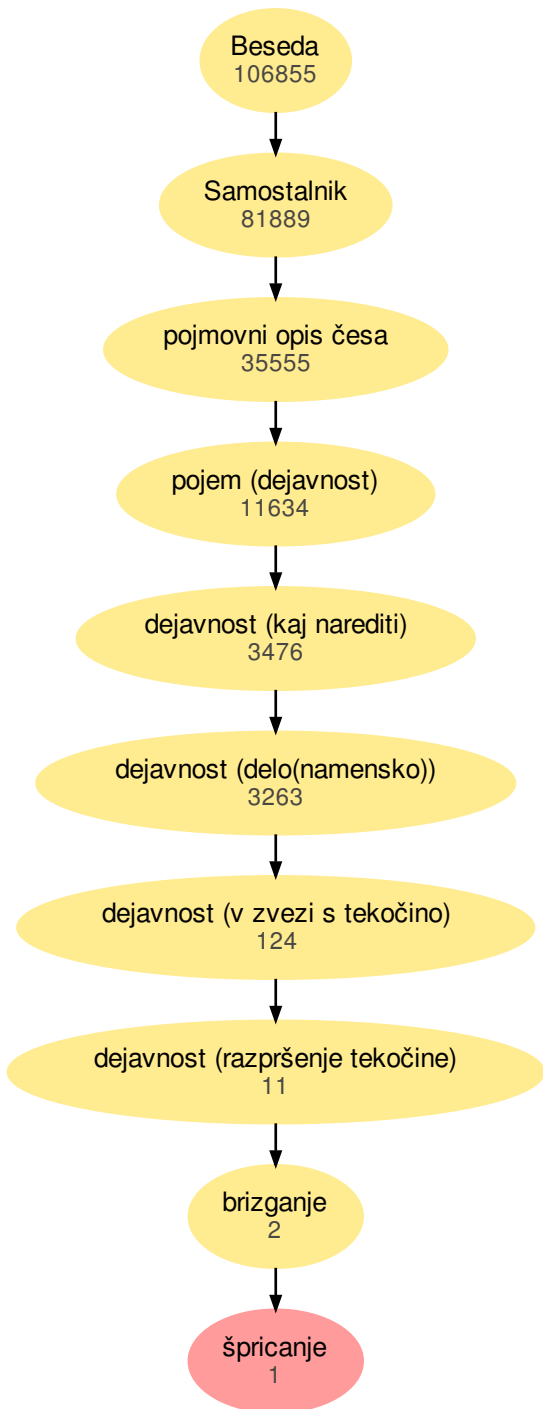 Beseda
106855
Samostalnik
81889
pojmovni opis česa
35555
pojem (dejavnost)
11634
dejavnost (kaj narediti)
3476
dejavnost (delo(namensko))
3263
dejavnost (v zvezi s tekočino)
124
dejavnost (razpršenje tekočine)
11
brizganje
2
špricanje
1